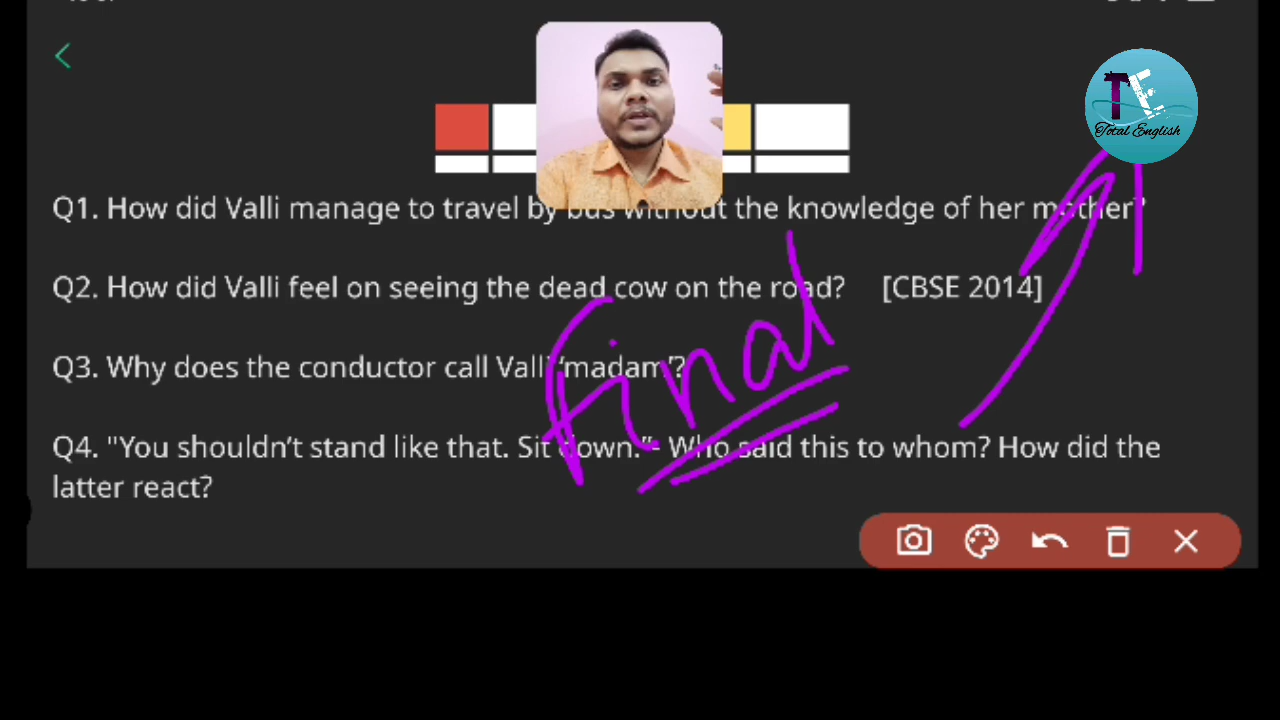 TE
Total English
Q1. How did Valli manage to travel by bus without the knowledge of her mother?
Q2. How did Valli feel on seeing the dead cow on the road? [CBSE 2014]
Q3. Why does the conductor call Valli 'madam'?
Q4. "You shouldn't stand like that. Sit down."- Who said this to whom? How did the
latter react?
Final